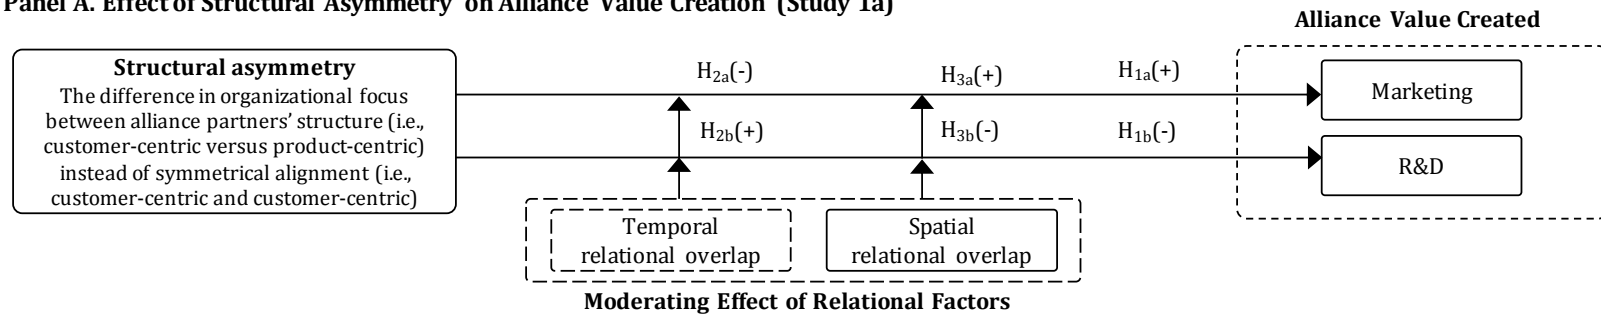 Panel A. Effect of Structural Asymmetry on Alliance Value Creation (Study 1a)
Alliance Value Created
Structural asymmetry
The difference in organizational focus
between alliance partners' structure (i.e.,
customer-centric versus product-centric)
instead of symmetrical alignment (i.e.,
customer-centric and customer-centric)
H2a(-)
H3a(+)
H1a(+)
H2b(+)
H3b(-)
H1b(-)
Marketing
R&D
Temporal
relational overlap
Spatial
relational overlap
Moderating Effect of Relational Factors